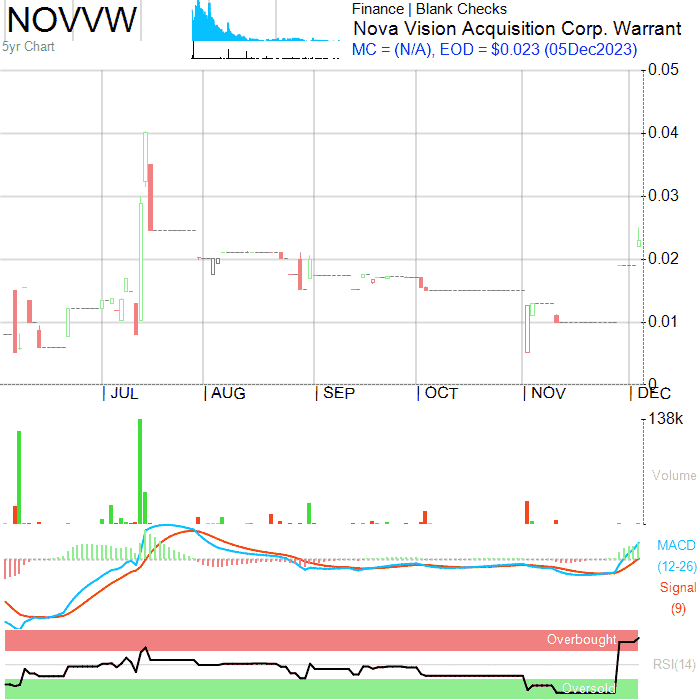 NOVVW
5yr Chart
Finance | Blank Checks
Nova Vision Acquisition Corp. Warrant
MC = (N/A), EOD = $0.023 (05Dec2023)
0.05
0.04
0.03
0.02
0.01
0
JUL AUG SEP OCT NOV DEC
138k
Volume
MACD
(12-26)
Signal
(9)
Overbought
RSI(14)
Oversold